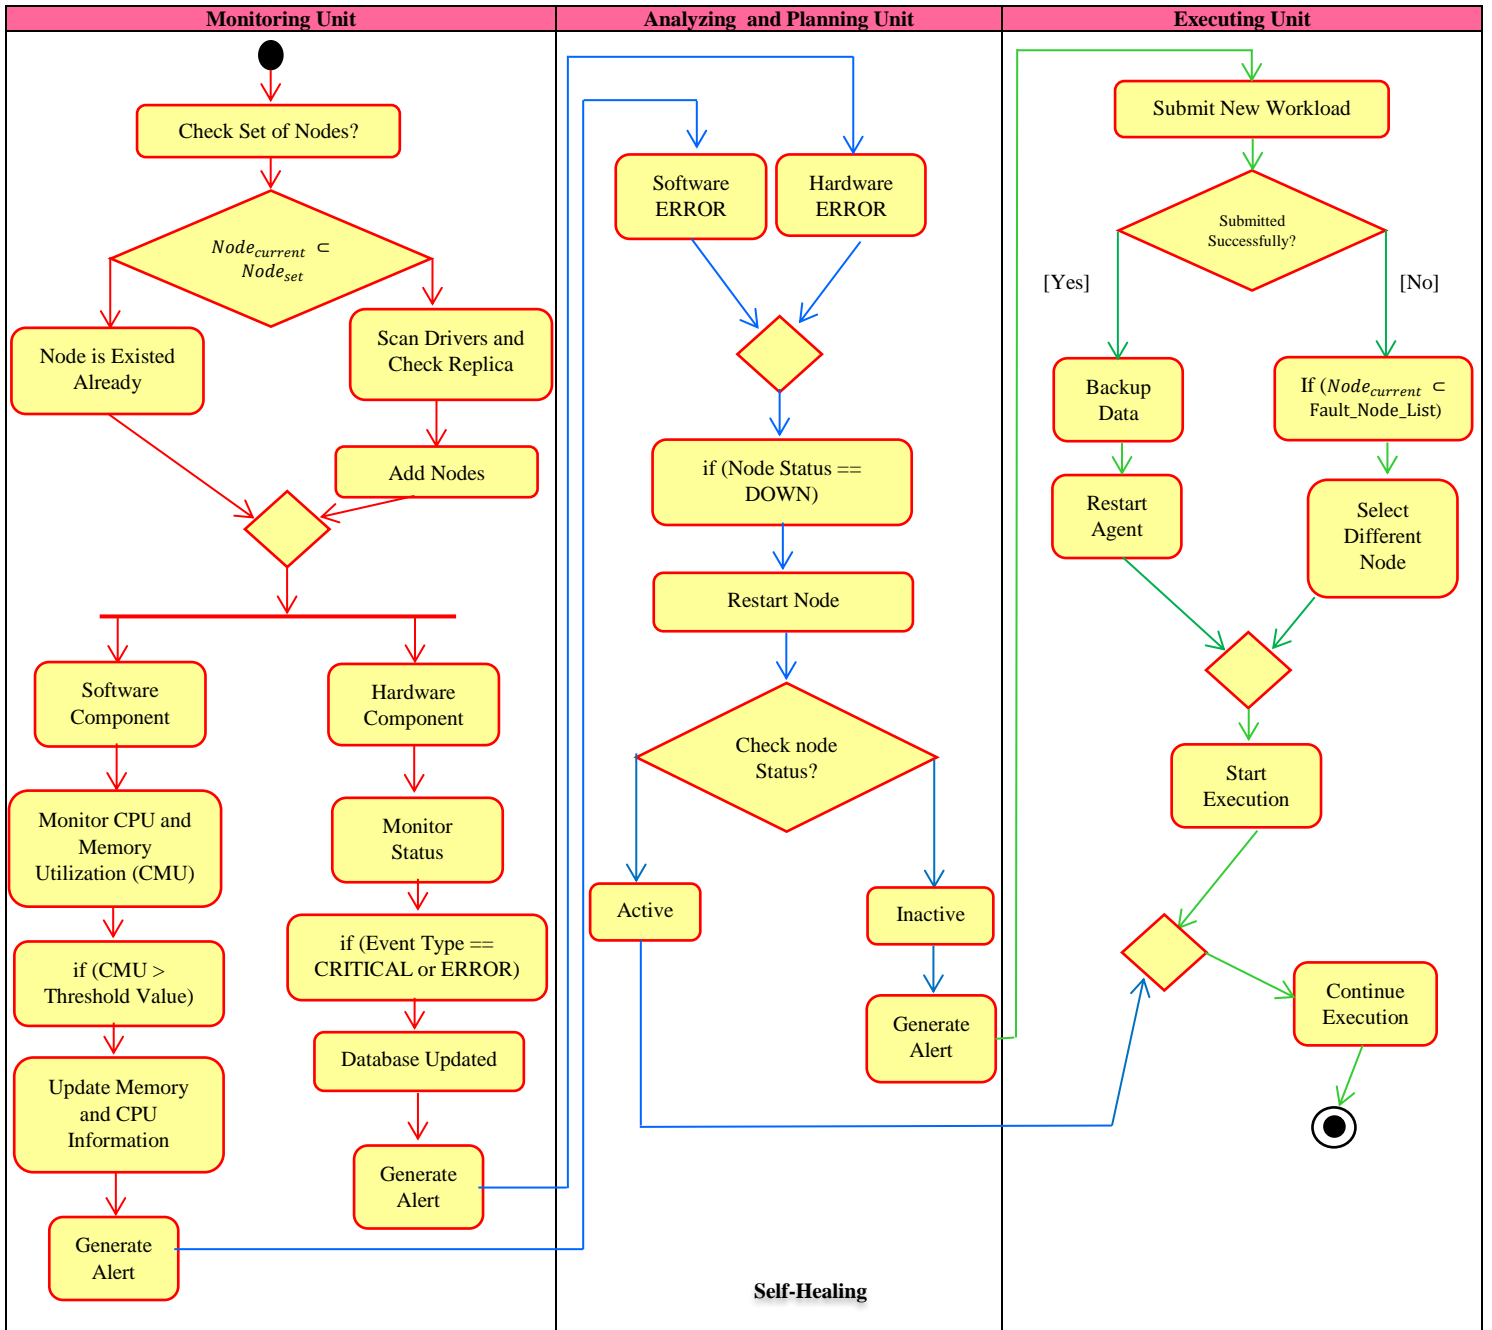 Monitoring Unit
Check Set of Nodes?
Node_current ⊂
Node_set
Node is Existed
Already
Scan Drivers and
Check Replica
Add Nodes
Software
Component
Hardware
Component
Monitor CPU and
Memory
Utilization (CMU)
Monitor
Status
if (CMU >
Threshold Value)
if (Event Type ==
CRITICAL or ERROR)
Update Memory
and CPU
Information
Database Updated
Generate
Alert
Generate
Alert
Analyzing and Planning Unit
Software
ERROR
Hardware
ERROR
if (Node Status ==
DOWN)
Restart Node
Check node
Status?
Active
Inactive
Generate
Alert
Self-Healing
Executing Unit
Submit New Workload
Submitted
Successfully?
[Yes]
[No]
Backup
Data
If (Node_current ⊂
Fault_Node_List)
Restart
Agent
Select
Different
Node
Start
Execution
Continue
Execution